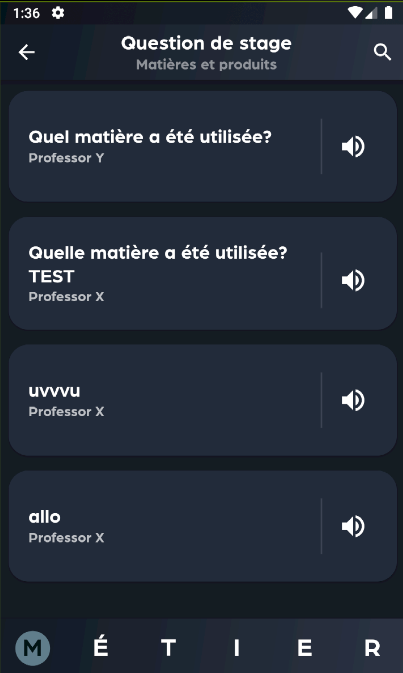 1:36
Question de stage
Matières et produits
Quel matière a été utilisée?
Professor Y
Quelle matière a été utilisée?
TEST
Professor X
uvvvu
Professor X
allo
Professor X
M É T I E R